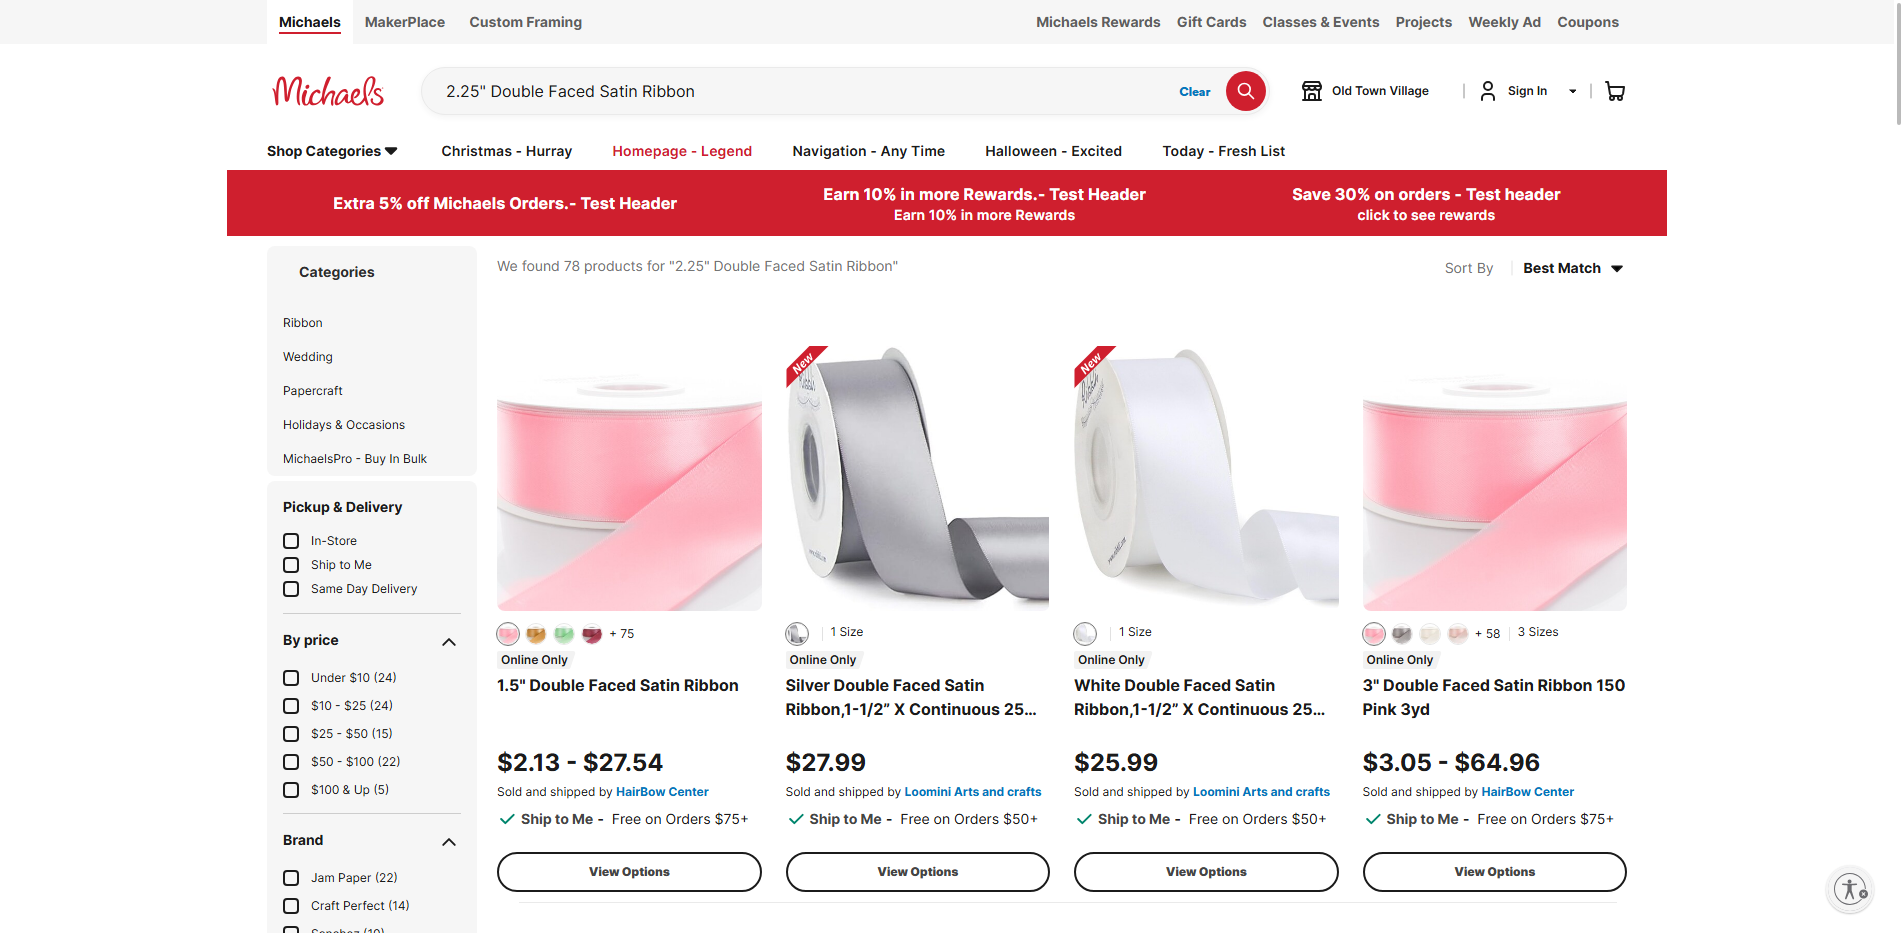 Michaels
MakerPlace
Custom Framing
Michaels Rewards
Gift Cards
Classes & Events
Projects
Weekly Ad
Coupons
Michaels
2.25" Double Faced Satin Ribbon
Clear
Old Town Village
Sign In
Shop Categories
Christmas - Hurray
Homepage - Legend
Navigation - Any Time
Halloween - Excited
Today - Fresh List
Extra 5% off Michaels Orders.- Test Header
Earn 10% in more Rewards.- Test Header
Earn 10% in more Rewards
Save 30% on orders - Test header
click to see rewards
Categories
Ribbon
Wedding
Papercraft
Holidays & Occasions
MichaelsPro - Buy In Bulk
Pickup & Delivery
In-Store
Ship to Me
Same Day Delivery
By price
Under $10 (24)
$10 - $25 (24)
$25 - $50 (15)
$50 - $100 (22)
$100 & Up (5)
Brand
Jam Paper (22)
Craft Perfect (14)
We found 78 products for "2.25" Double Faced Satin Ribbon"
Sort By
Best Match
+ 75
Online Only
1.5" Double Faced Satin Ribbon
$2.13 - $27.54
Sold and shipped by HairBow Center
Ship to Me - Free on Orders $75+
View Options
New
1 Size
Online Only
Silver Double Faced Satin
Ribbon,1-1/2” X Continuous 25...
$27.99
Sold and shipped by Loomini Arts and crafts
Ship to Me - Free on Orders $50+
View Options
New
1 Size
Online Only
White Double Faced Satin
Ribbon,1-1/2” X Continuous 25...
$25.99
Sold and shipped by Loomini Arts and crafts
Ship to Me - Free on Orders $50+
View Options
+ 58
3 Sizes
Online Only
3" Double Faced Satin Ribbon 150
Pink 3yd
$3.05 - $64.96
Sold and shipped by HairBow Center
Ship to Me - Free on Orders $75+
View Options